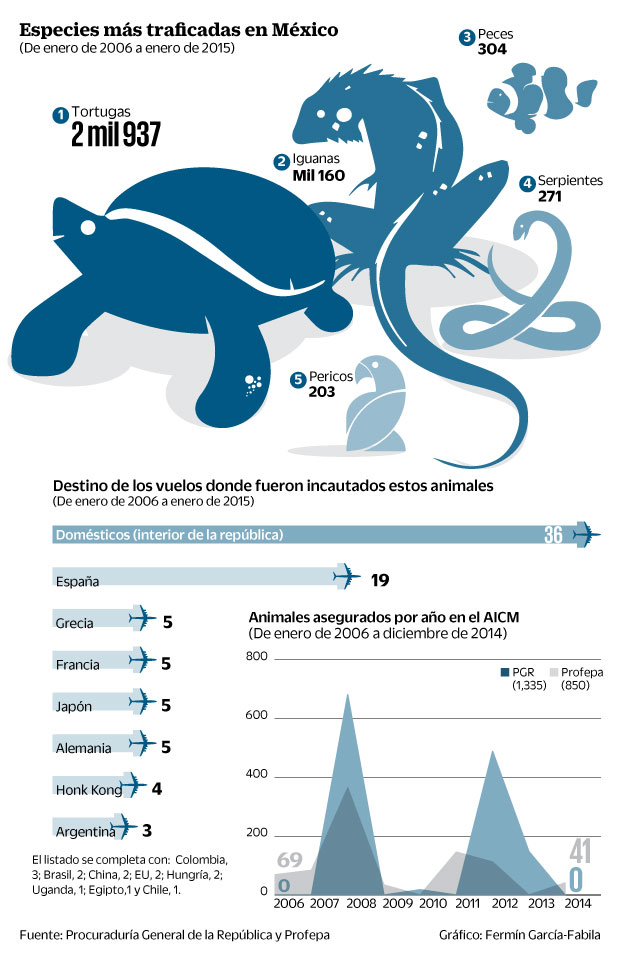 Especies más traficadas en México
(De enero de 2006 a enero de 2015)
1 Tortugas
2 mil 937
2 Iguanas
Mil 160
3 Peces
304
4 Serpientes
271
5 Pericos
203
Destino de los vuelos donde fueron incautados estos animales
(De enero de 2006 a enero de 2015)
Domésticos (interior de la república) 36
España 19
Grecia 5
Francia 5
Japón 5
Alemania 5
Honk Kong 4
Argentina 3
El listado se completa con: Colombia,
3; Brasil, 2; China, 2; EU, 2; Hungría, 2;
Uganda, 1; Egipto,1 y Chile, 1.
Animales asegurados por año en el AICM
(De enero de 2006 a diciembre de 2014)
PGR
(1,335)
Profepa
(850)
800
600
400
200
0
69
0
41
0
2006 2007 2008 2009 2010 2011 2012 2013 2014
Fuente: Procuraduría General de la República y Profepa
Gráfico: Fermín García-Fabila